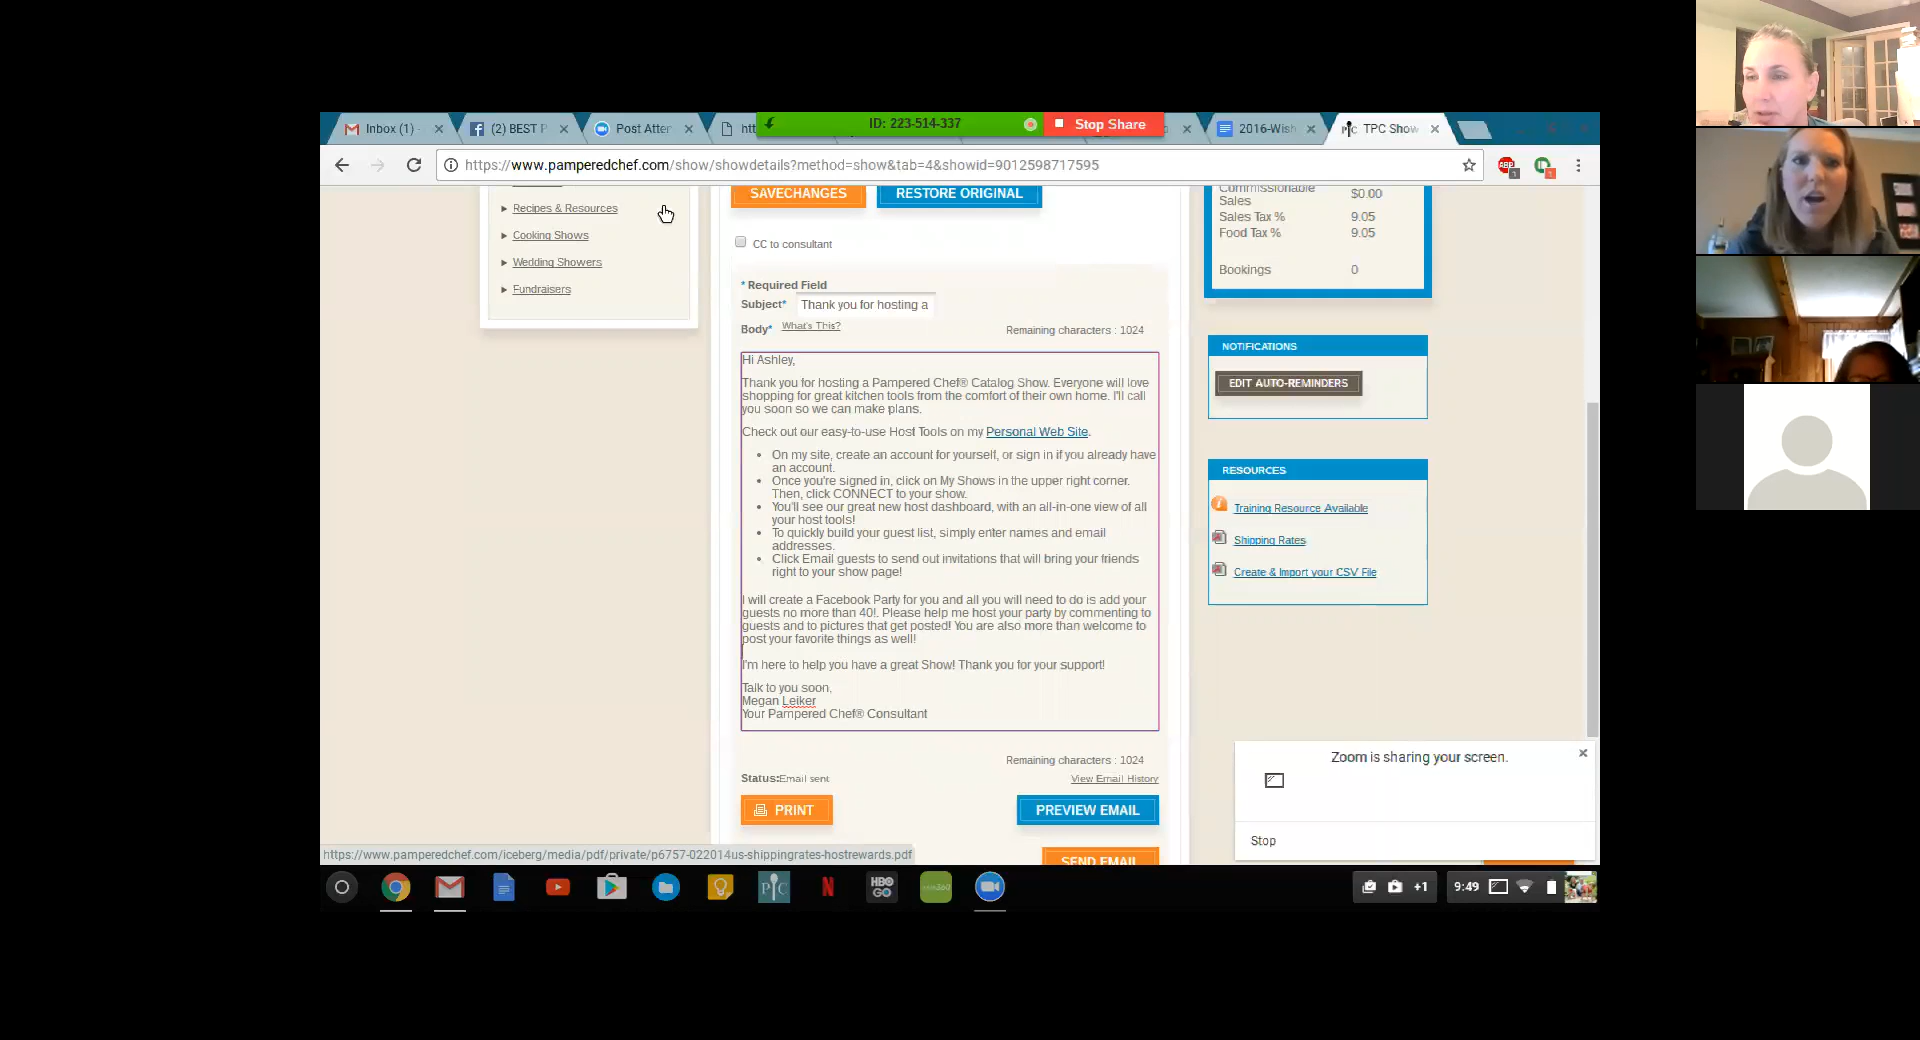 Inbox (1)
(2) BEST P
Post Atten
htt
ID: 223-514-337
Stop Share
2016-Wish
TPC Show
https://www.pamperedchef.com/show/showdetails?method=show&tab=4&showid=9012598717595
ABP
1
1
Recipes & Resources
Cooking Shows
Wedding Showers
Fundraisers
SAVECHANGES
RESTORE ORIGINAL
CC to consultant
* Required Field
Subject* Thank you for hosting a
Body* What's This?
Remaining characters : 1024
Hi Ashley,
Thank you for hosting a Pampered Chef® Catalog Show. Everyone will love
shopping for great kitchen tools from the comfort of their own home. I'll call
you soon so we can make plans.
Check out our easy-to-use Host Tools on my Personal Web Site.
• On my site, create an account for yourself, or sign in if you already have
an account.
• Once you're signed in, click on My Shows in the upper right corner.
Then, click CONNECT to your show.
• You'll see our great new host dashboard, with an all-in-one view of all
your host tools!
• To quickly build your guest list, simply enter names and email
addresses.
• Click Email guests to send out invitations that will bring your friends
right to your show page!
I will create a Facebook Party for you and all you will need to do is add your
guests no more than 40!. Please help me host your party by commenting to
guests and to pictures that get posted! You are also more than welcome to
post your favorite things as well!
I'm here to help you have a great Show! Thank you for your support!
Talk to you soon,
Megan Leiker
Your Pampered Chef® Consultant
Remaining characters : 1024
Status:Email sent
View Email History
PRINT
PREVIEW EMAIL
SEND EMAIL
Commissionable
Sales $0.00
Sales Tax % 9.05
Food Tax % 9.05
Bookings 0
NOTIFICATIONS
EDIT AUTO-REMINDERS
RESOURCES
Training Resource Available
Shipping Rates
Create & Import your CSV File
Zoom is sharing your screen.
Stop
https://www.pamperedchef.com/iceberg/media/pdf/private/p6757-022014us-shippingrates-hostrewards.pdf
PC
N
HBO
GO
+1
9:49